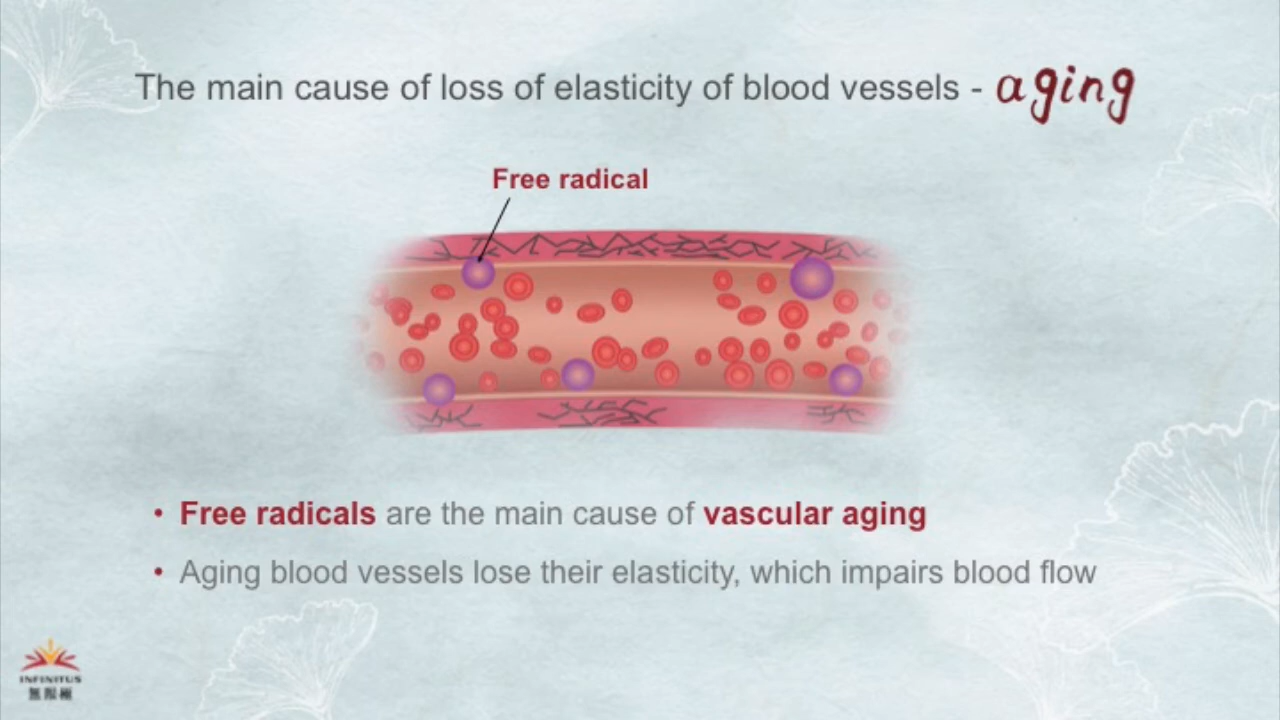 The main cause of loss of elasticity of blood vessels - aging
Free radical
• Free radicals are the main cause of vascular aging
• Aging blood vessels lose their elasticity, which impairs blood flow
INFINITUS
無限極